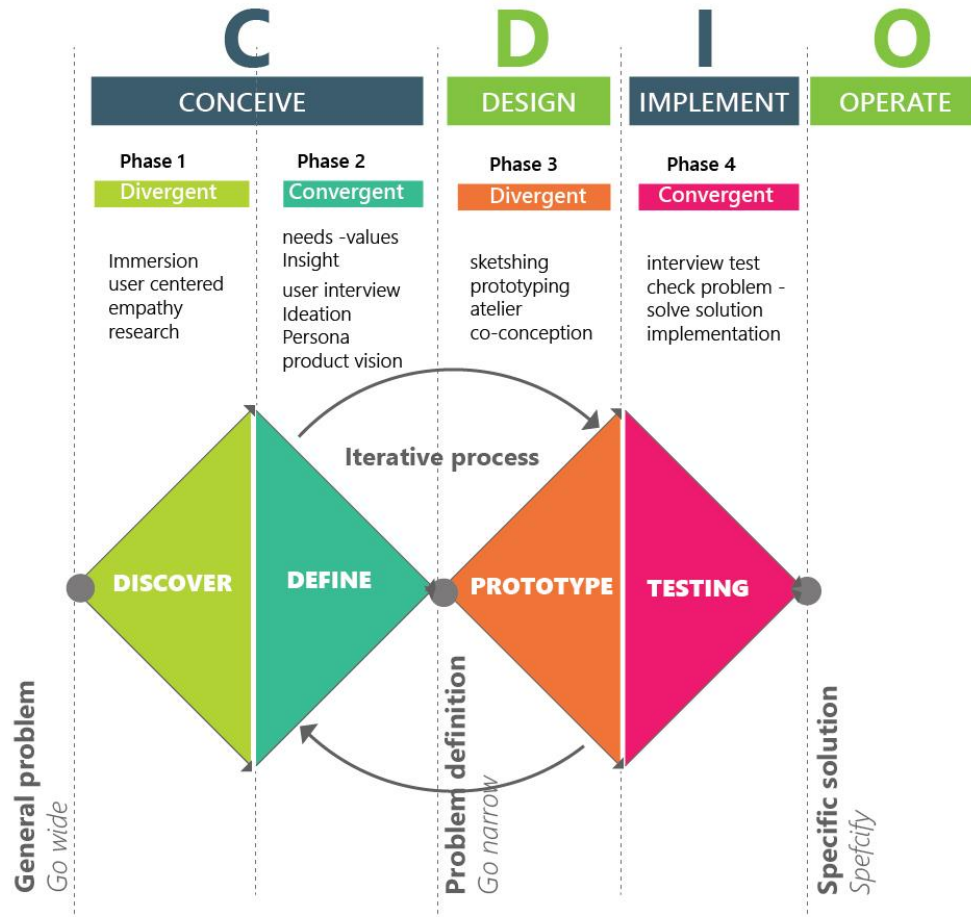 C
D
I
O
CONCEIVE
DESIGN
IMPLEMENT
OPERATE
Phase 1
Divergent
Immersion
user centered
empathy
research
Phase 2
Convergent
needs -values
Insight
user interview
Ideation
Persona
product vision
Phase 3
Divergent
sketshing
prototyping
atelier
co-conception
Phase 4
Convergent
interview test
check problem -
solve solution
implementation
Iterative process
DISCOVER
DEFINE
PROTOTYPE
TESTING
General problem
Go wide
Problem definition
Go narrow
Specific solution
Spefcify